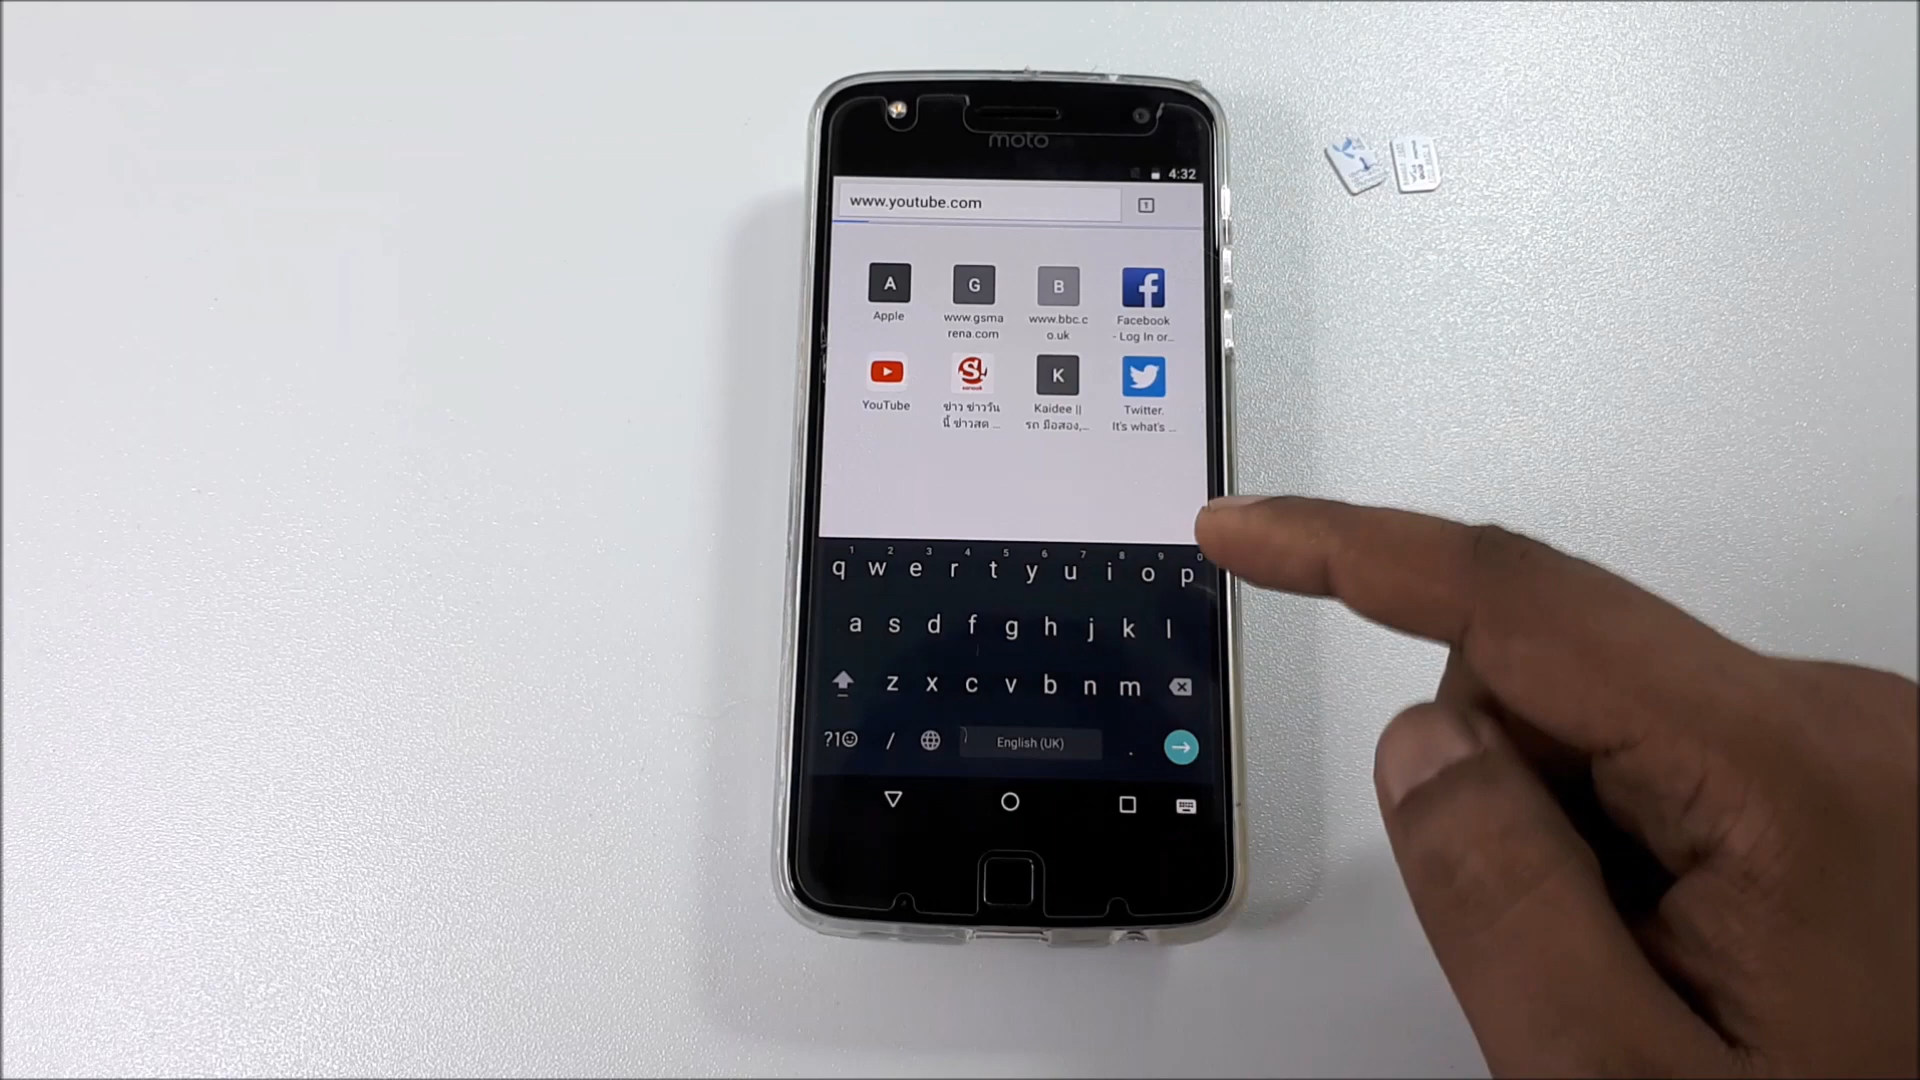 moto
4:32
www.youtube.com
1
A
G
B
Apple
www.gsma
rena.com
www.bbc.c
o.uk
Facebook
- Log In or...
K
YouTube
ข่าว ข่าววัน
นี้ ข่าวสด ...
Kaidee ||
รถ มือสอง,...
Twitter.
It's what's ...
1 2 3 4 5 6 7 8 9 0
q w e r t y u i o p
a s d f g h j k l
z x c v b n m
?1☺ / English (UK) .